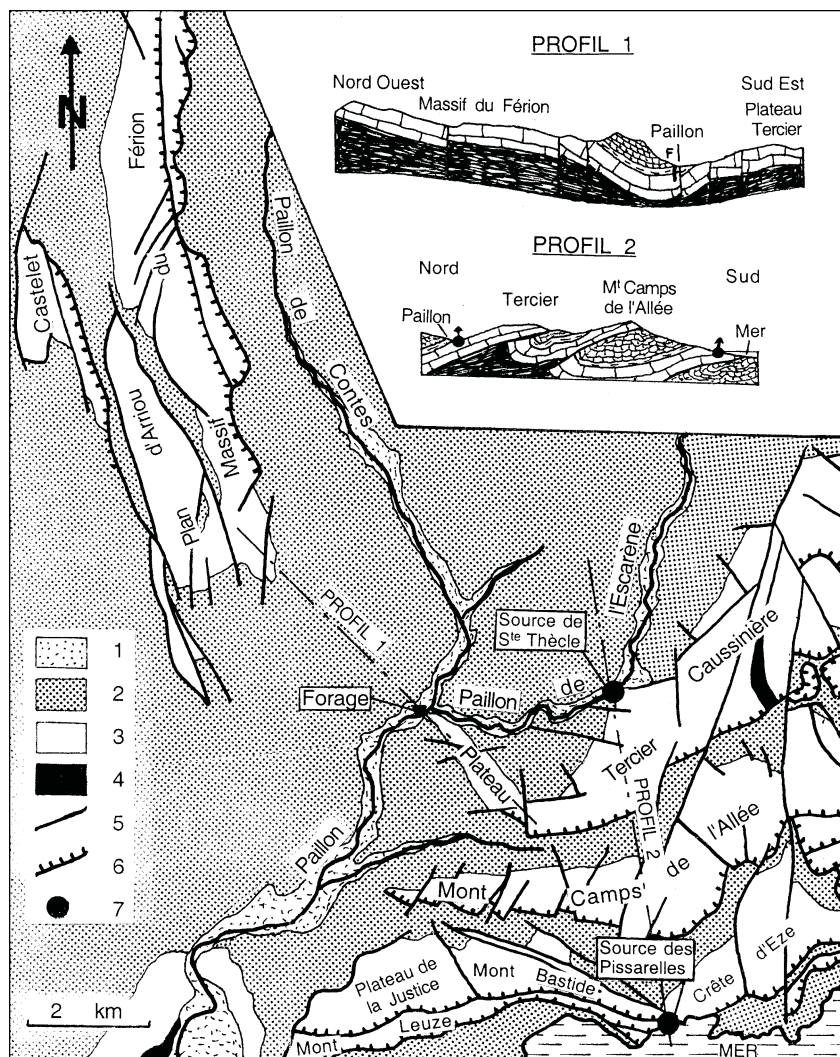 PROFIL 1
Nord Ouest
Sud Est
Massif du Férion
Plateau
Tercier
Paillon
F
PROFIL 2
Nord
Sud
Tercier
Mt Camps
de l'Allée
Paillon
Mer
N
Férion
du
Massif
Castelet
Plan
d'Arriou
Paillon
de
Contes
l'Escarène
Source de
Ste Thècle
PROFIL 1
Forage
Paillon
de
Caussinière
Plateau
Tercier
PROFIL 2
Paillon
Mont
Camps
de
l'Allée
Source des
Pissarelles
Plateau de
la Justice
Mont
Bastide
Crête
d'Eze
Mont
Leuze
MER
1
2
3
4
5
6
7
2 km